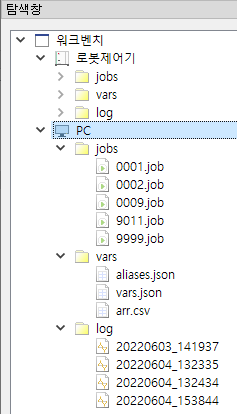 탐색창
워크벤치
로봇제어기
jobs
vars
log
PC
jobs
0001.job
0002.job
0009.job
9011.job
9999.job
vars
aliases.json
vars.json
arr.csv
log
20220603_141937
20220604_132335
20220604_132434
20220604_153844